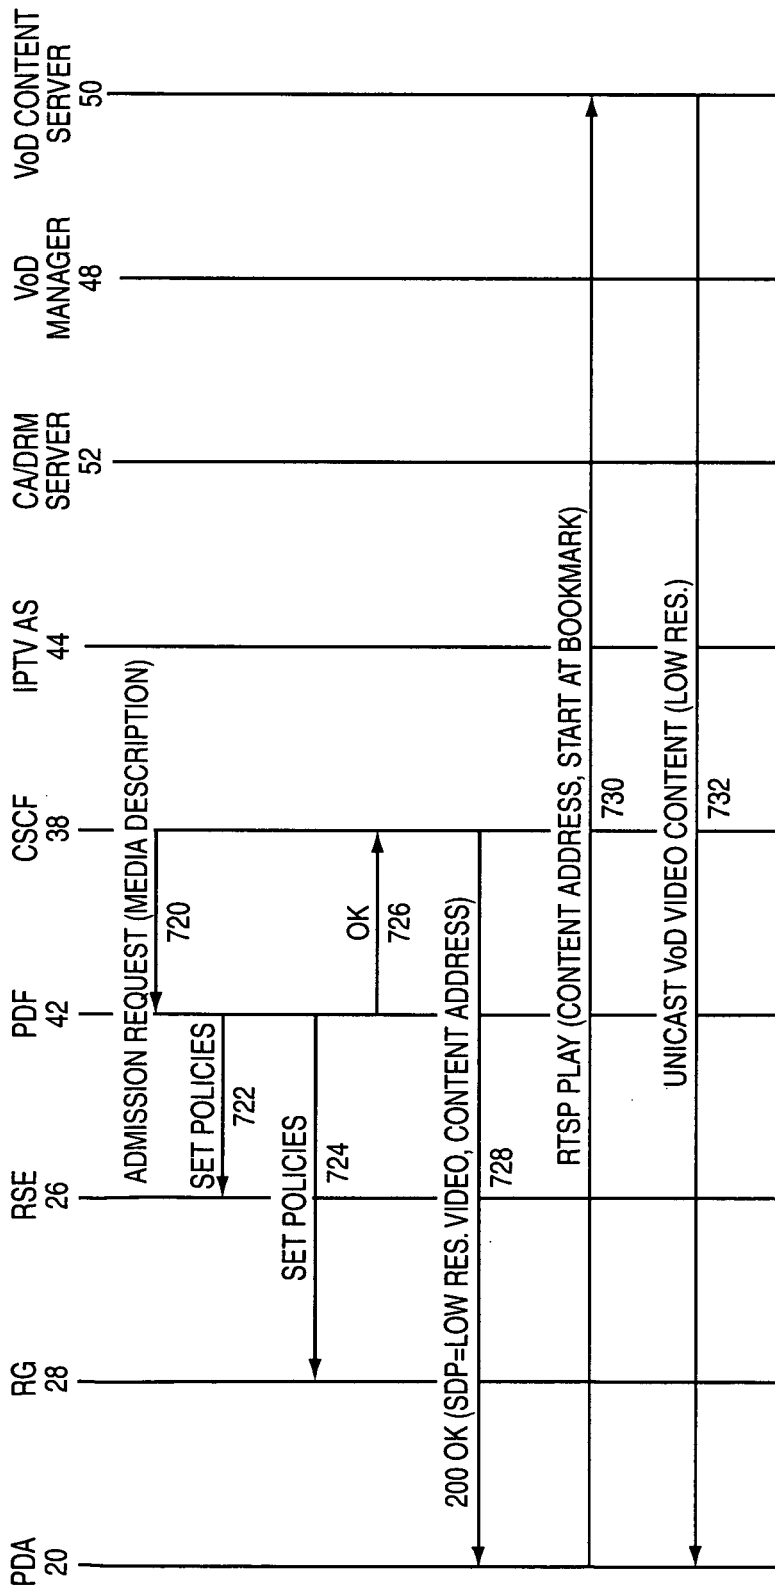 PDA
20
RG
28
RSE
26
PDF
42
CSCF
38
IPTV AS
44
CA/DRM
SERVER
52
VoD
MANAGER
48
VoD CONTENT
SERVER
50
ADMISSION REQUEST (MEDIA DESCRIPTION)
720
SET POLICIES
722
SET POLICIES
724
OK
726
200 OK (SDP=LOW RES. VIDEO, CONTENT ADDRESS)
728
RTSP PLAY (CONTENT ADDRESS, START AT BOOKMARK)
730
UNICAST VoD VIDEO CONTENT (LOW RES.)
732